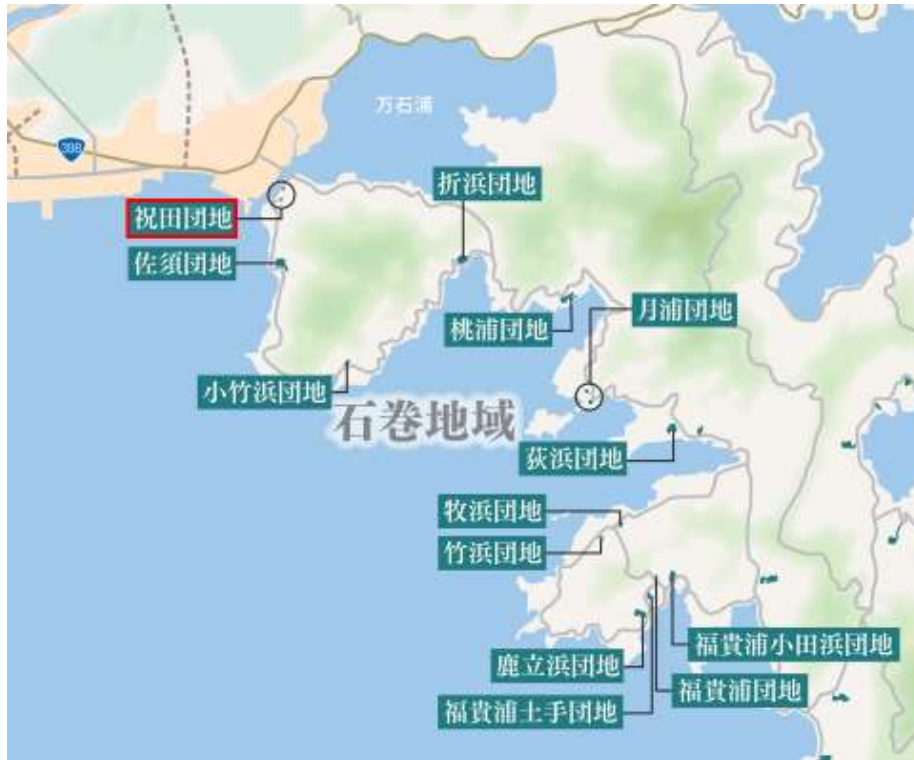 万石浦
398
折浜団地
祝田団地
佐須団地
月浦団地
桃浦団地
小竹浜団地
石巻地域
荻浜団地
牧浜団地
竹浜団地
福貴浦小田浜団地
鹿立浜団地
福貴浦団地
福貴浦土手団地